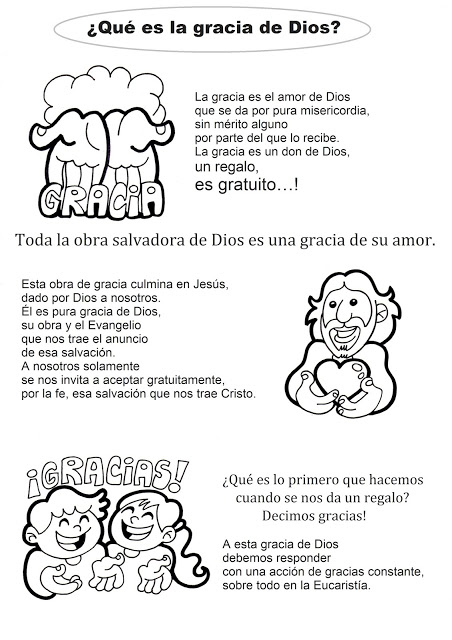 ¿Qué es la gracia de Dios?
La gracia es el amor de Dios
que se da por pura misericordia,
sin mérito alguno
por parte del que lo recibe.
La gracia es un don de Dios,
un regalo,
es gratuito…!
GRACIA
Toda la obra salvadora de Dios es una gracia de su amor.
Esta obra de gracia culmina en Jesús,
dado por Dios a nosotros.
Él es pura gracia de Dios,
su obra y el Evangelio
que nos trae el anuncio
de esa salvación.
A nosotros solamente
se nos invita a aceptar gratuitamente,
por la fe, esa salvación que nos trae Cristo.
¡GRACIAS!
¿Qué es lo primero que hacemos
cuando se nos da un regalo?
Decimos gracias!
A esta gracia de Dios
debemos responder
con una acción de gracias constante,
sobre todo en la Eucaristía.